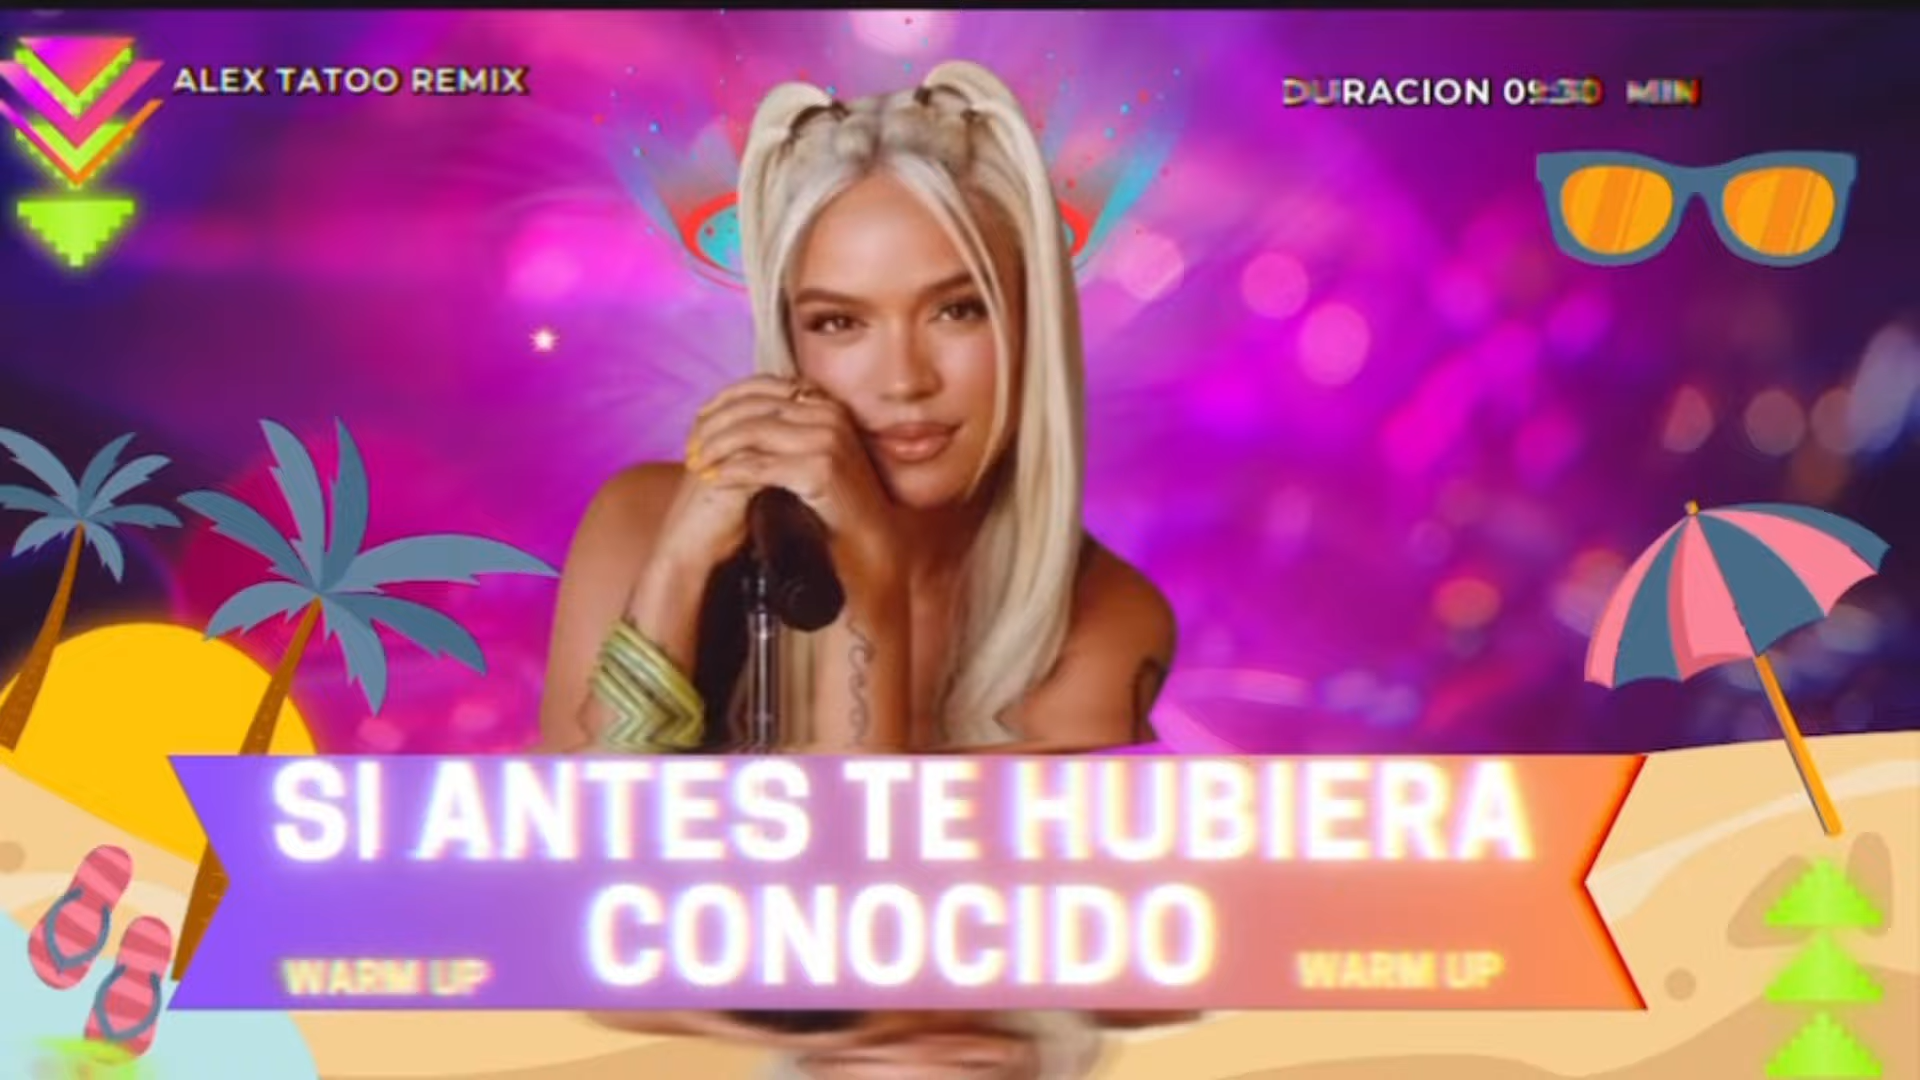 ALEX TATOO REMIX
DURACION 09:30 MIN
SI ANTES TE HUBIERA
CONOCIDO
WARM UP
WARM UP